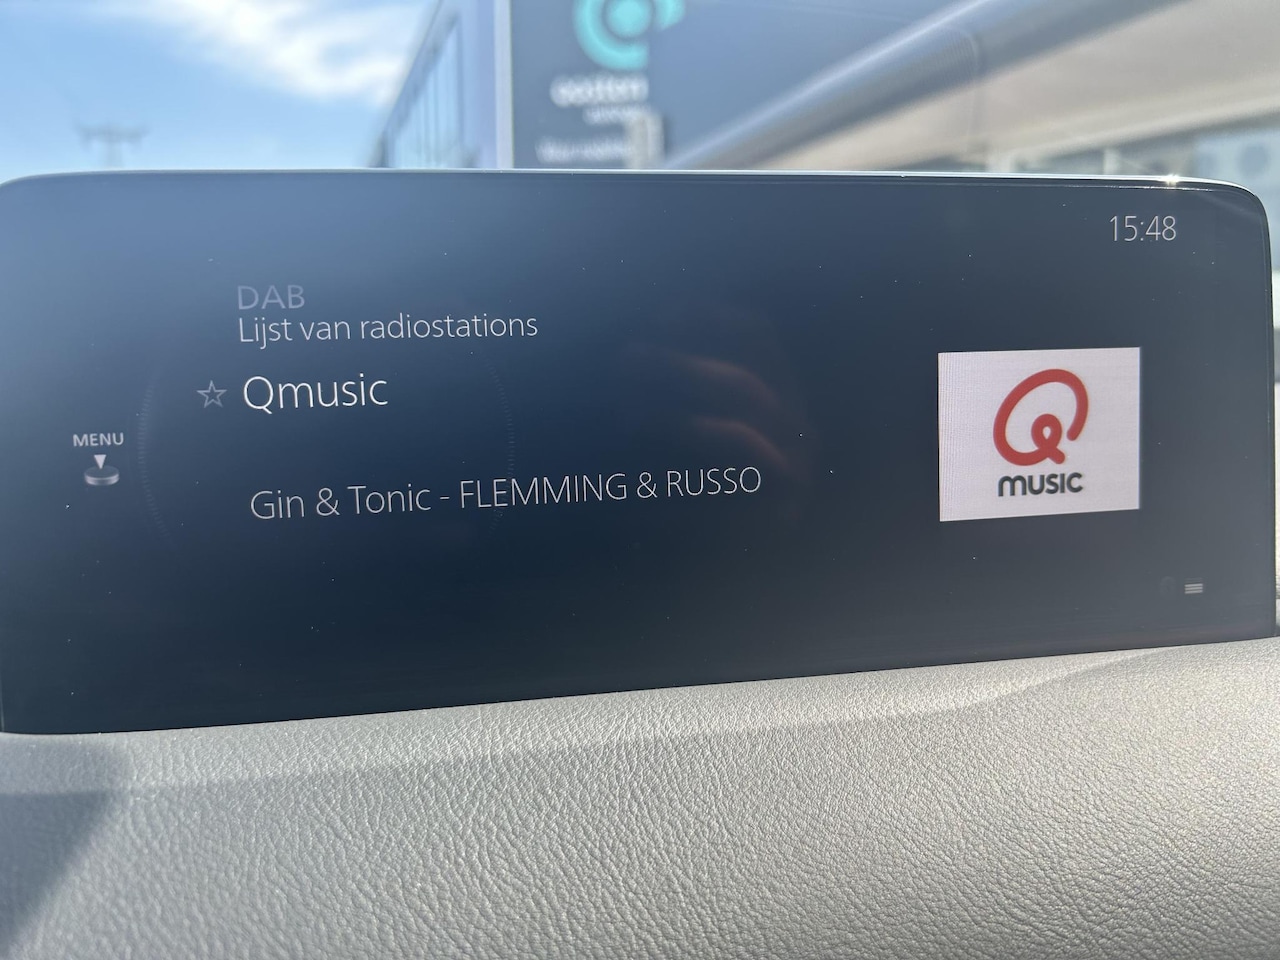 15:48
DAB
Lijst van radiostations
Qmusic
MENU
Gin & Tonic - FLEMMING & RUSSO
Q
MUSIC